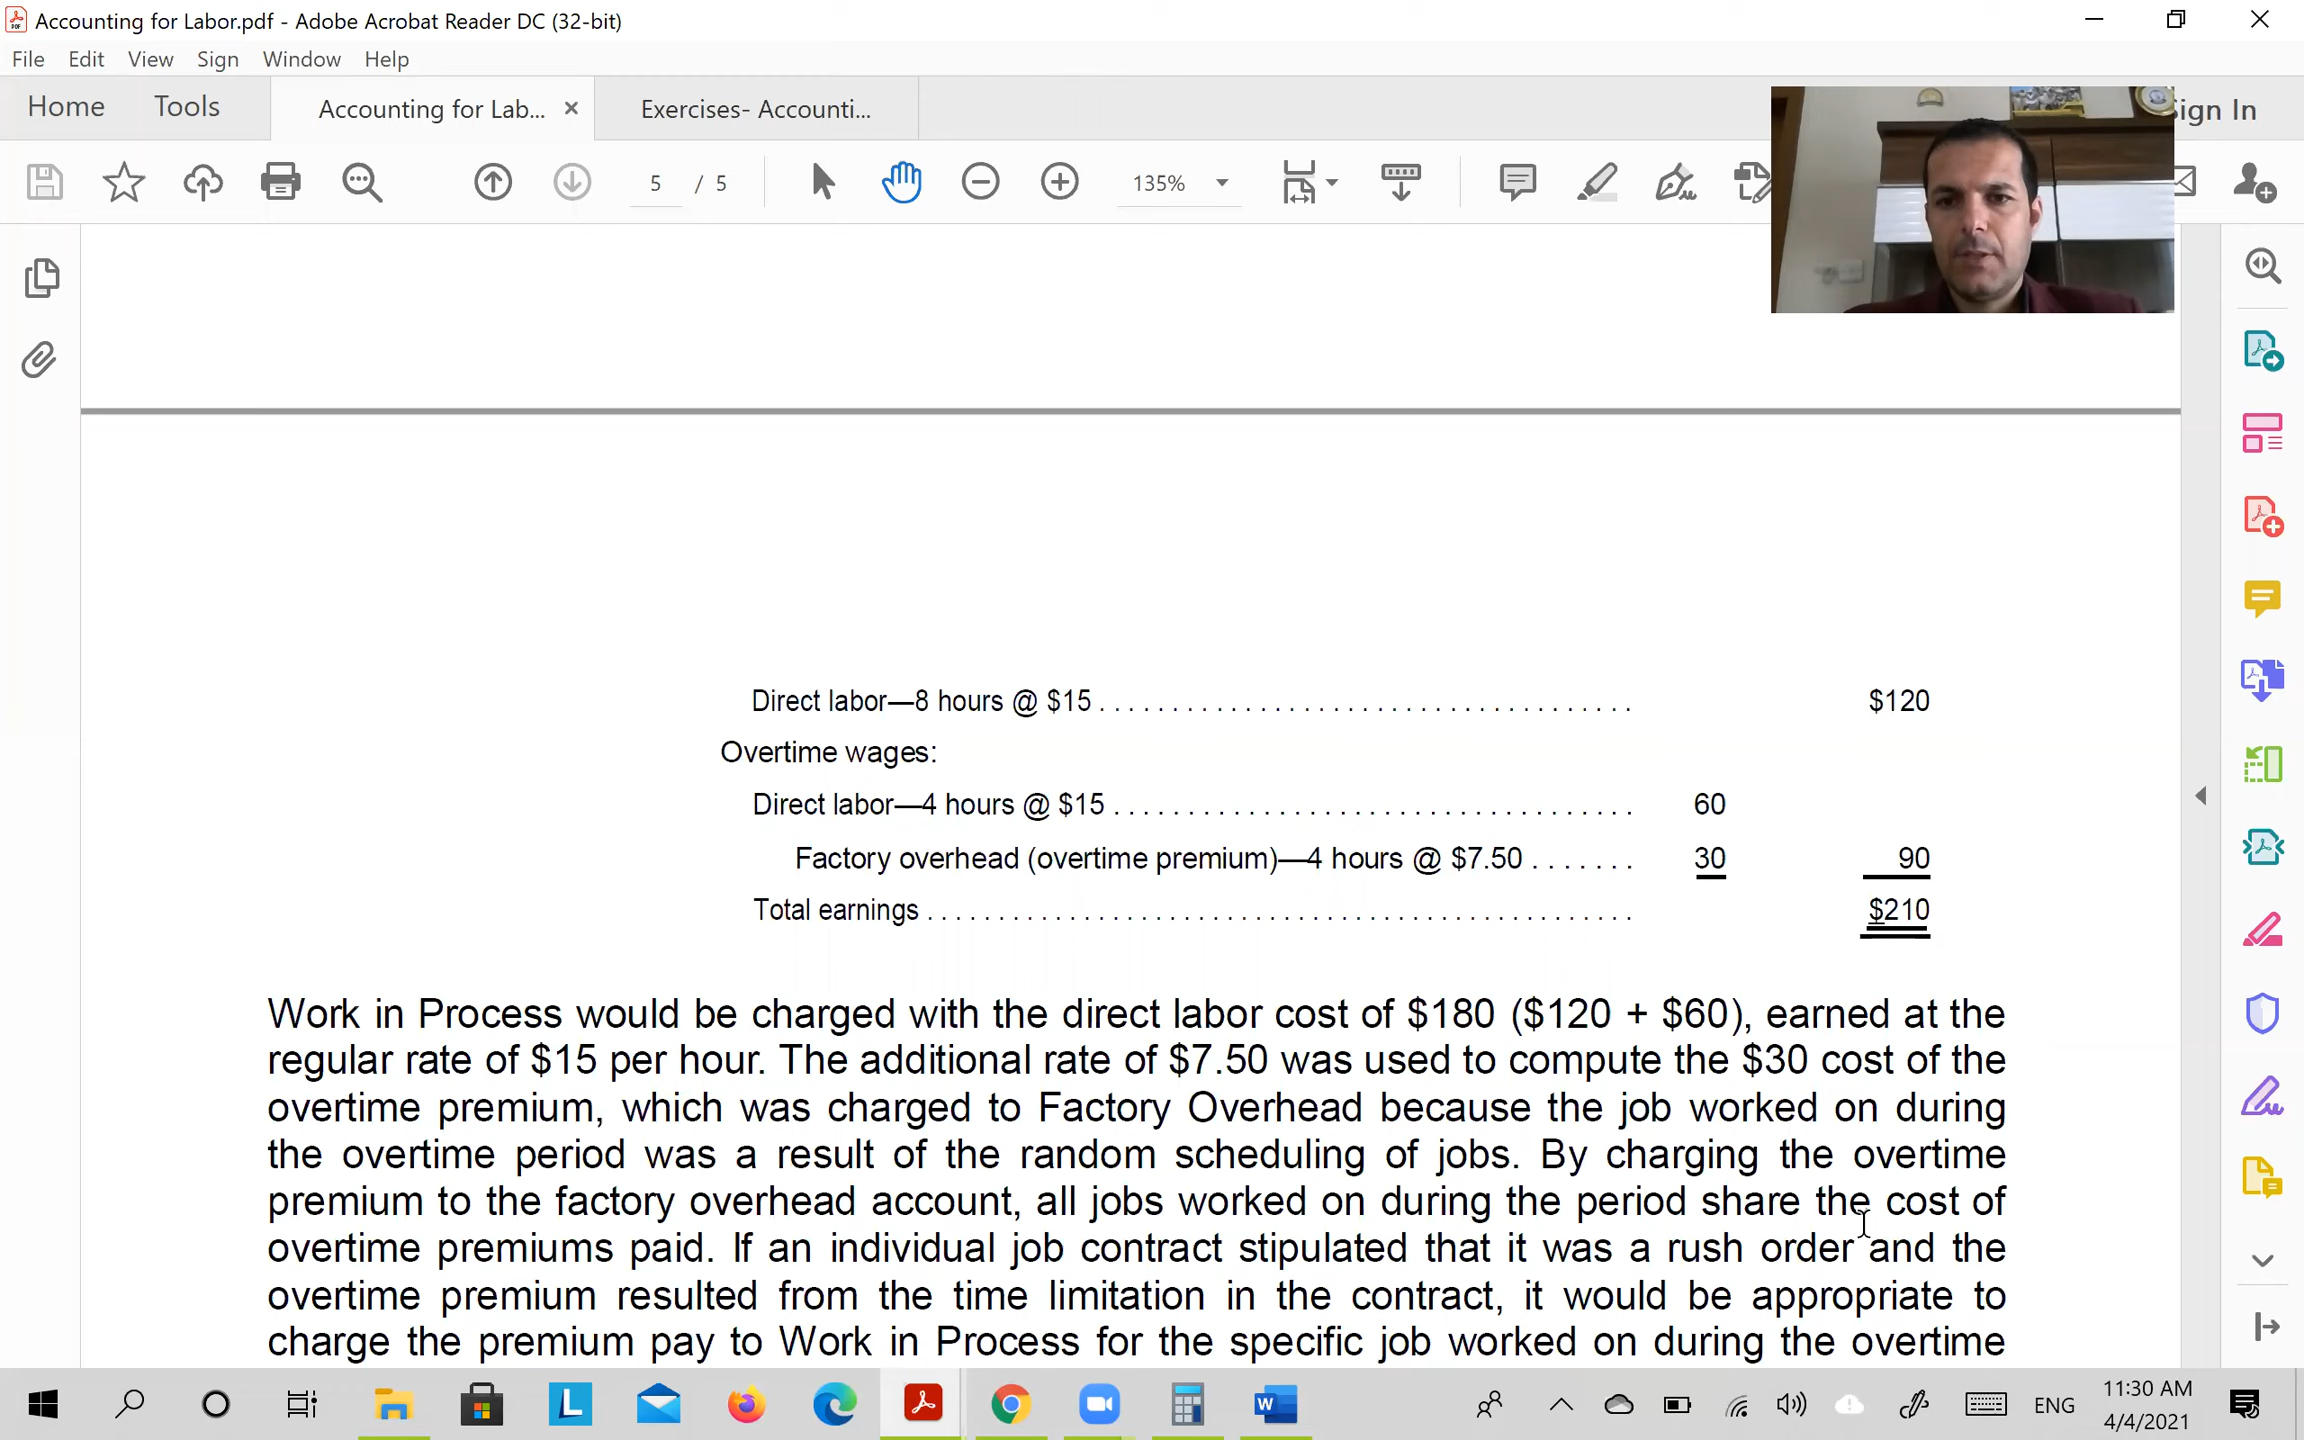 Accounting for Labor.pdf - Adobe Acrobat Reader DC (32-bit)
File Edit View Sign Window Help
Home Tools Accounting for Lab... × Exercises- Accounti... Sign In
5 / 5 135%
Direct labor—8 hours @ $15 . . . . . . . . . . . . . . . . . . . . . . . . . . . . . . . . . . . . . $120
Overtime wages:
Direct labor—4 hours @ $15 . . . . . . . . . . . . . . . . . . . . . . . . . . . . . . . . . . . . 60
Factory overhead (overtime premium)—4 hours @ $7.50 . . . . . . . 30 90
Total earnings . . . . . . . . . . . . . . . . . . . . . . . . . . . . . . . . . . . . . . . . . . . . . . . . . $210
Work in Process would be charged with the direct labor cost of $180 ($120 + $60), earned at the
regular rate of $15 per hour. The additional rate of $7.50 was used to compute the $30 cost of the
overtime premium, which was charged to Factory Overhead because the job worked on during
the overtime period was a result of the random scheduling of jobs. By charging the overtime
premium to the factory overhead account, all jobs worked on during the period share the cost of
overtime premiums paid. If an individual job contract stipulated that it was a rush order and the
overtime premium resulted from the time limitation in the contract, it would be appropriate to
charge the premium pay to Work in Process for the specific job worked on during the overtime
ENG
11:30 AM
4/4/2021